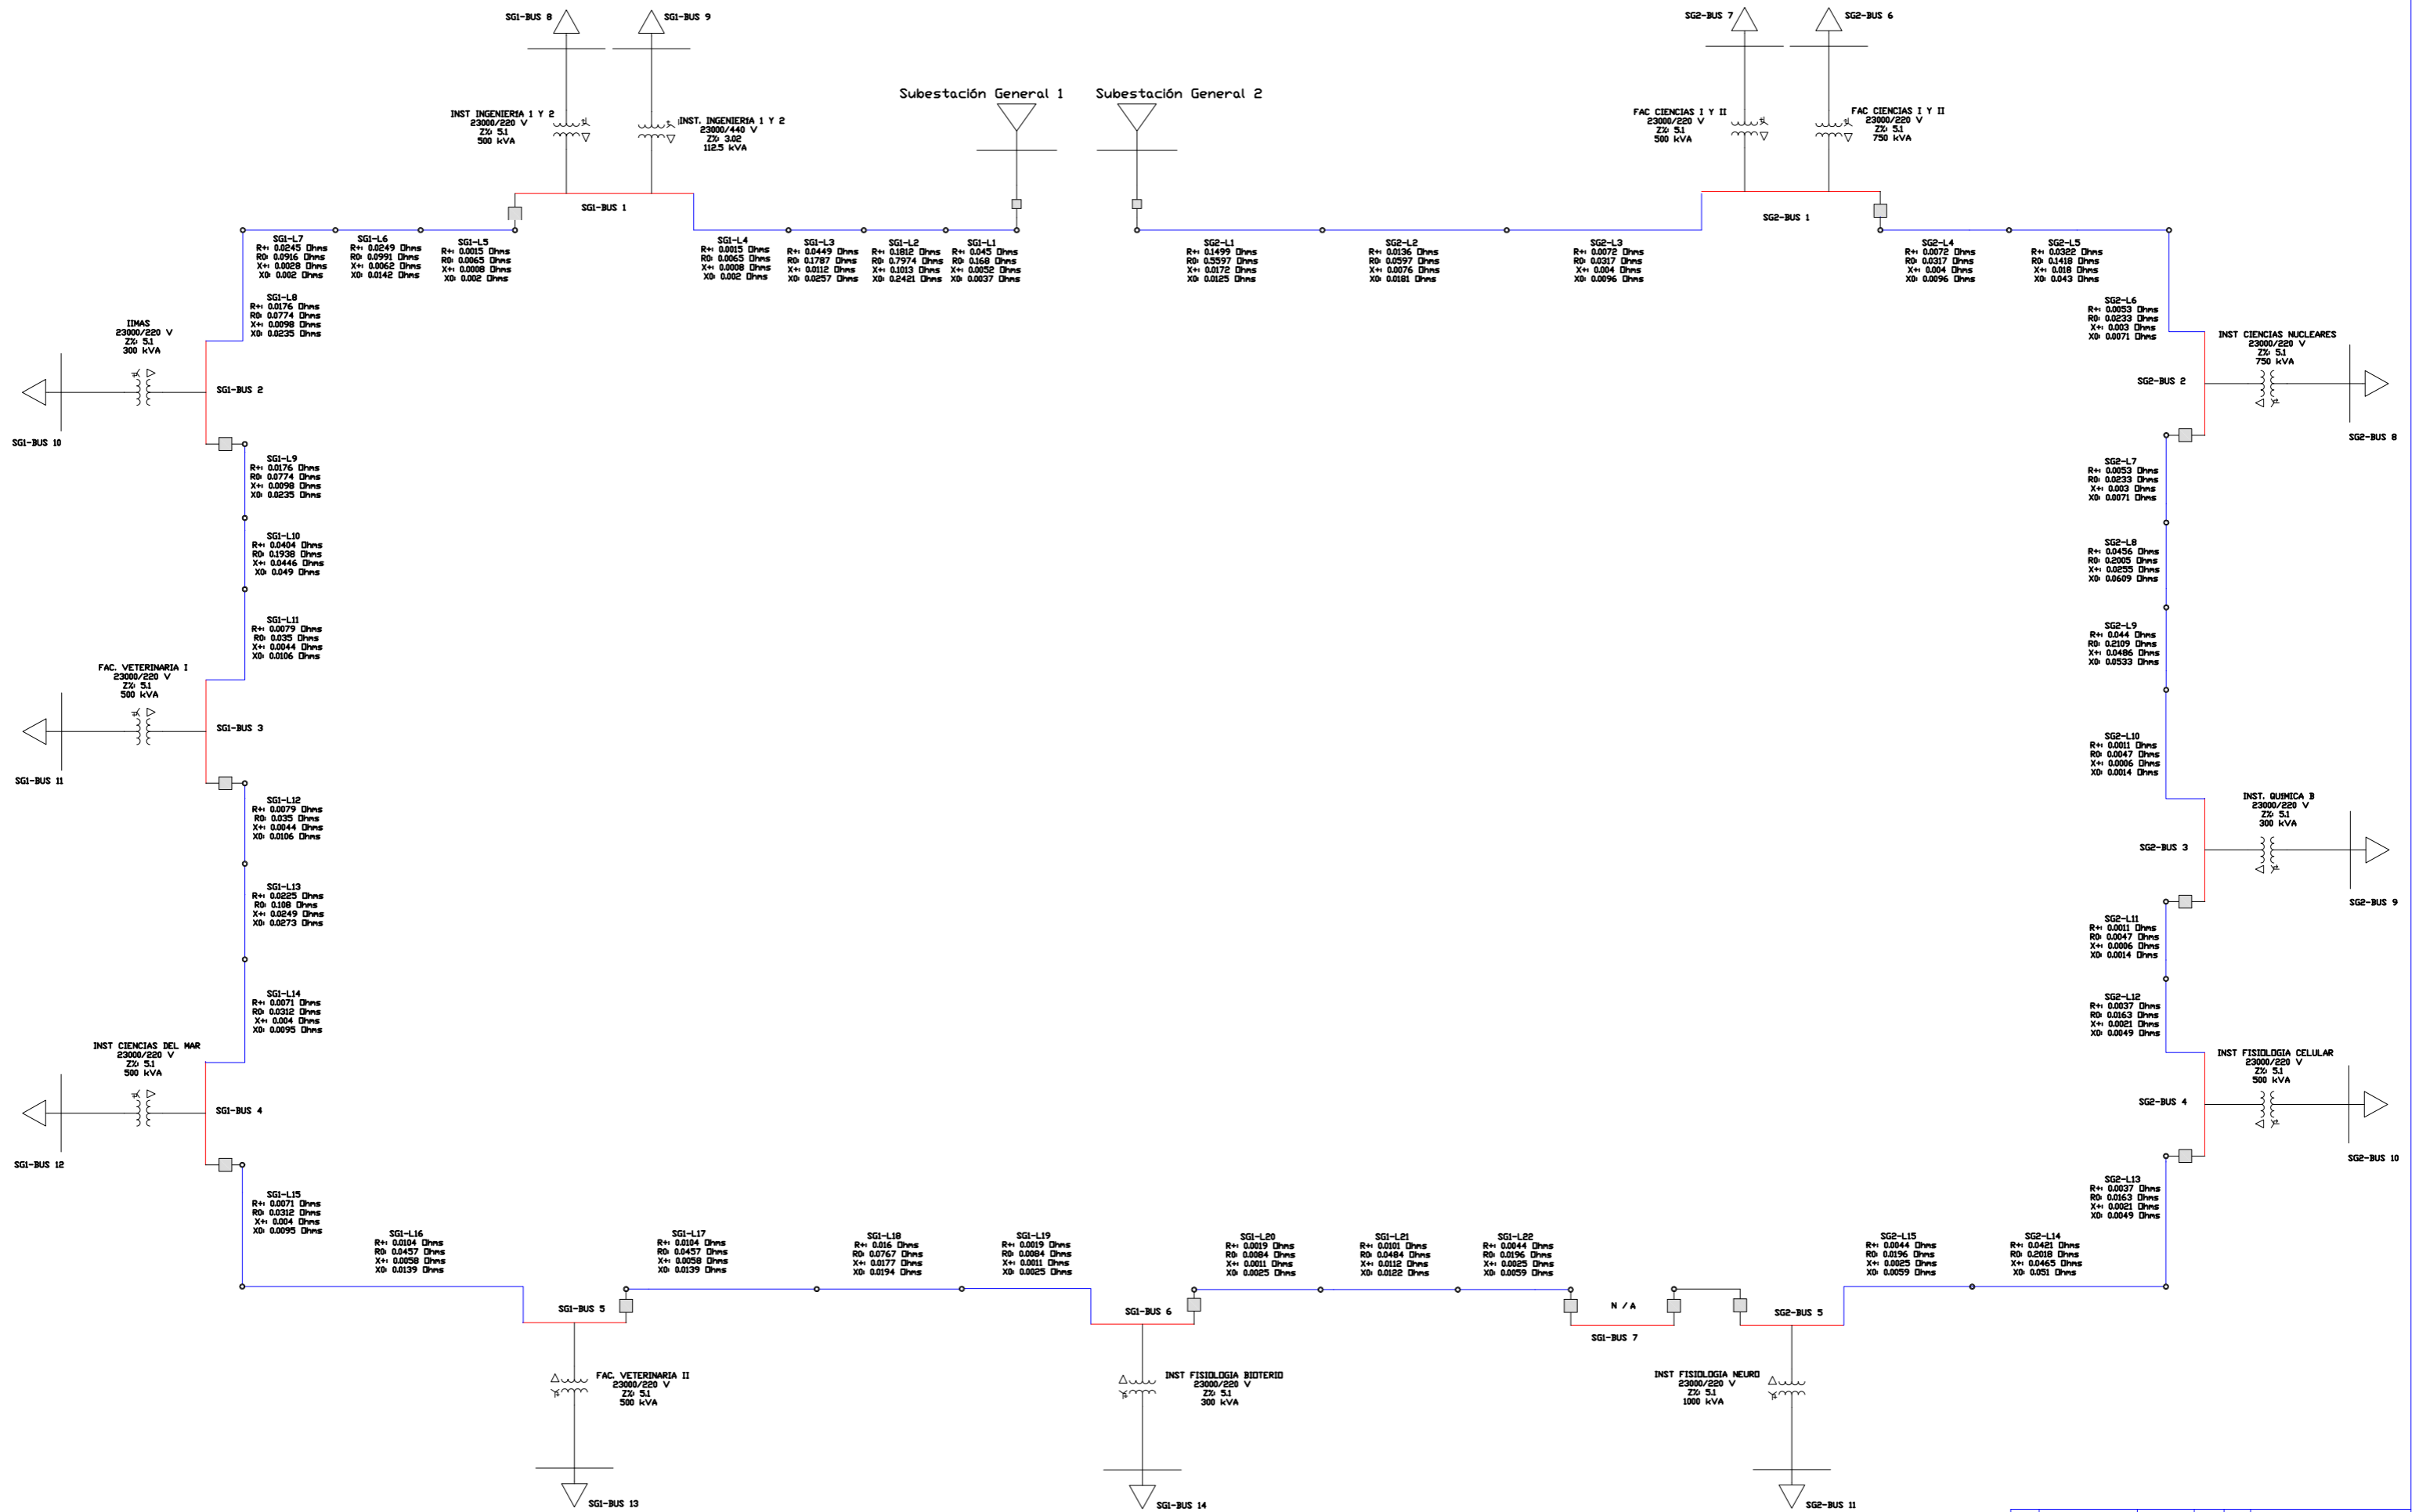 SG1-BUS 8
SG1-BUS 9
SG2-BUS 7
SG2-BUS 6
Subestación General 1
Subestación General 2
INST INGENIERIA 1 Y 2
23000/220 V
Z%: 5.1
500 kVA
INST. INGENIERIA 1 Y 2
23000/440 V
Z%: 3.02
112.5 kVA
FAC CIENCIAS I Y II
23000/220 V
Z%: 5.1
500 kVA
FAC CIENCIAS I Y II
23000/220 V
Z%: 5.1
750 kVA
SG1-BUS 1
SG2-BUS 1
SG1-L7
R+: 0.0245 Ohms
R0: 0.0916 Ohms
X+: 0.0028 Ohms
X0: 0.002 Ohms
SG1-L6
R+: 0.0249 Ohms
R0: 0.0991 Ohms
X+: 0.0062 Ohms
X0: 0.0142 Ohms
SG1-L5
R+: 0.0015 Ohms
R0: 0.0065 Ohms
X+: 0.0008 Ohms
X0: 0.002 Ohms
SG1-L4
R+: 0.0015 Ohms
R0: 0.0065 Ohms
X+: 0.0008 Ohms
X0: 0.002 Ohms
SG1-L3
R+: 0.0449 Ohms
R0: 0.1787 Ohms
X+: 0.0112 Ohms
X0: 0.0257 Ohms
SG1-L2
R+: 0.1812 Ohms
R0: 0.7974 Ohms
X+: 0.1013 Ohms
X0: 0.2421 Ohms
SG1-L1
R+: 0.045 Ohms
R0: 0.168 Ohms
X+: 0.0052 Ohms
X0: 0.0037 Ohms
SG2-L1
R+: 0.1499 Ohms
R0: 0.5597 Ohms
X+: 0.0172 Ohms
X0: 0.0125 Ohms
SG2-L2
R+: 0.0136 Ohms
R0: 0.0597 Ohms
X+: 0.0076 Ohms
X0: 0.0181 Ohms
SG2-L3
R+: 0.0072 Ohms
R0: 0.0317 Ohms
X+: 0.004 Ohms
X0: 0.0096 Ohms
SG2-L4
R+: 0.0072 Ohms
R0: 0.0317 Ohms
X+: 0.004 Ohms
X0: 0.0096 Ohms
SG2-L5
R+: 0.0322 Ohms
R0: 0.1418 Ohms
X+: 0.018 Ohms
X0: 0.043 Ohms
SG1-L8
R+: 0.0176 Ohms
R0: 0.0774 Ohms
X+: 0.0098 Ohms
X0: 0.0235 Ohms
SG2-L6
R+: 0.0053 Ohms
R0: 0.0233 Ohms
X+: 0.003 Ohms
X0: 0.0071 Ohms
IIMAS
23000/220 V
Z%: 5.1
300 kVA
INST CIENCIAS NUCLEARES
23000/220 V
Z%: 5.1
750 kVA
SG1-BUS 2
SG2-BUS 2
SG1-BUS 10
SG2-BUS 8
SG1-L9
R+: 0.0176 Ohms
R0: 0.0774 Ohms
X+: 0.0098 Ohms
X0: 0.0235 Ohms
SG2-L7
R+: 0.0053 Ohms
R0: 0.0233 Ohms
X+: 0.003 Ohms
X0: 0.0071 Ohms
SG1-L10
R+: 0.0404 Ohms
R0: 0.1938 Ohms
X+: 0.0446 Ohms
X0: 0.049 Ohms
SG2-L8
R+: 0.0456 Ohms
R0: 0.2005 Ohms
X+: 0.0255 Ohms
X0: 0.0609 Ohms
SG1-L11
R+: 0.0079 Ohms
R0: 0.035 Ohms
X+: 0.0044 Ohms
X0: 0.0106 Ohms
SG2-L9
R+: 0.044 Ohms
R0: 0.2109 Ohms
X+: 0.0486 Ohms
X0: 0.0533 Ohms
FAC. VETERINARIA I
23000/220 V
Z%: 5.1
500 kVA
SG1-BUS 3
SG1-BUS 11
SG2-L10
R+: 0.0011 Ohms
R0: 0.0047 Ohms
X+: 0.0006 Ohms
X0: 0.0014 Ohms
SG1-L12
R+: 0.0079 Ohms
R0: 0.035 Ohms
X+: 0.0044 Ohms
X0: 0.0106 Ohms
INST. QUIMICA B
23000/220 V
Z%: 5.1
300 kVA
SG2-BUS 3
SG2-BUS 9
SG1-L13
R+: 0.0225 Ohms
R0: 0.108 Ohms
X+: 0.0249 Ohms
X0: 0.0273 Ohms
SG2-L11
R+: 0.0011 Ohms
R0: 0.0047 Ohms
X+: 0.0006 Ohms
X0: 0.0014 Ohms
SG1-L14
R+: 0.0071 Ohms
R0: 0.0312 Ohms
X+: 0.004 Ohms
X0: 0.0095 Ohms
SG2-L12
R+: 0.0037 Ohms
R0: 0.0163 Ohms
X+: 0.0021 Ohms
X0: 0.0049 Ohms
INST CIENCIAS DEL MAR
23000/220 V
Z%: 5.1
500 kVA
INST FISIOLOGIA CELULAR
23000/220 V
Z%: 5.1
500 kVA
SG1-BUS 4
SG2-BUS 4
SG1-BUS 12
SG2-BUS 10
SG1-L15
R+: 0.0071 Ohms
R0: 0.0312 Ohms
X+: 0.004 Ohms
X0: 0.0095 Ohms
SG2-L13
R+: 0.0037 Ohms
R0: 0.0163 Ohms
X+: 0.0021 Ohms
X0: 0.0049 Ohms
SG1-L16
R+: 0.0104 Ohms
R0: 0.0457 Ohms
X+: 0.0058 Ohms
X0: 0.0139 Ohms
SG1-L17
R+: 0.0104 Ohms
R0: 0.0457 Ohms
X+: 0.0058 Ohms
X0: 0.0139 Ohms
SG1-L18
R+: 0.016 Ohms
R0: 0.0767 Ohms
X+: 0.0177 Ohms
X0: 0.0194 Ohms
SG1-L19
R+: 0.0019 Ohms
R0: 0.0084 Ohms
X+: 0.0011 Ohms
X0: 0.0025 Ohms
SG1-L20
R+: 0.0019 Ohms
R0: 0.0084 Ohms
X+: 0.0011 Ohms
X0: 0.0025 Ohms
SG1-L21
R+: 0.0101 Ohms
R0: 0.0484 Ohms
X+: 0.0112 Ohms
X0: 0.0122 Ohms
SG1-L22
R+: 0.0044 Ohms
R0: 0.0196 Ohms
X+: 0.0025 Ohms
X0: 0.0059 Ohms
SG2-L15
R+: 0.0044 Ohms
R0: 0.0196 Ohms
X+: 0.0025 Ohms
X0: 0.0059 Ohms
SG2-L14
R+: 0.0421 Ohms
R0: 0.2018 Ohms
X+: 0.0465 Ohms
X0: 0.051 Ohms
SG1-BUS 5
SG1-BUS 6
N / A
SG1-BUS 7
SG2-BUS 5
FAC. VETERINARIA II
23000/220 V
Z%: 5.1
500 kVA
INST FISIOLOGIA BIOTERIO
23000/220 V
Z%: 5.1
300 kVA
INST FISIOLOGIA NEURO
23000/220 V
Z%: 5.1
1000 kVA
SG1-BUS 13
SG1-BUS 14
SG2-BUS 11